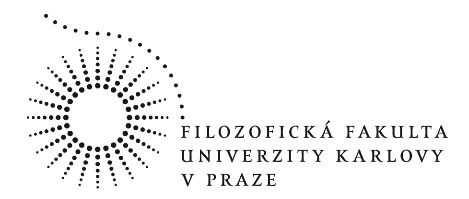 FILOZOFICKÁ FAKULTA
UNIVERZITY KARLOVY
V PRAZE